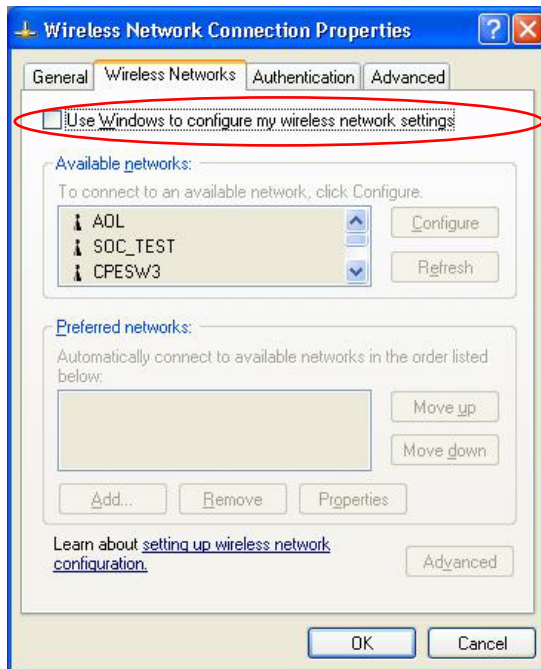 Wireless Network Connection Properties
General Wireless Networks Authentication Advanced
Use Windows to configure my wireless network settings
Available networks:
To connect to an available network, click Configure.
AOL
Configure
SOC_TEST
CPESW3
Refresh
Preferred networks:
Automatically connect to available networks in the order listed
below:
Move up
Move down
Add... Remove Properties
Learn about setting up wireless network
configuration.
Advanced
OK Cancel